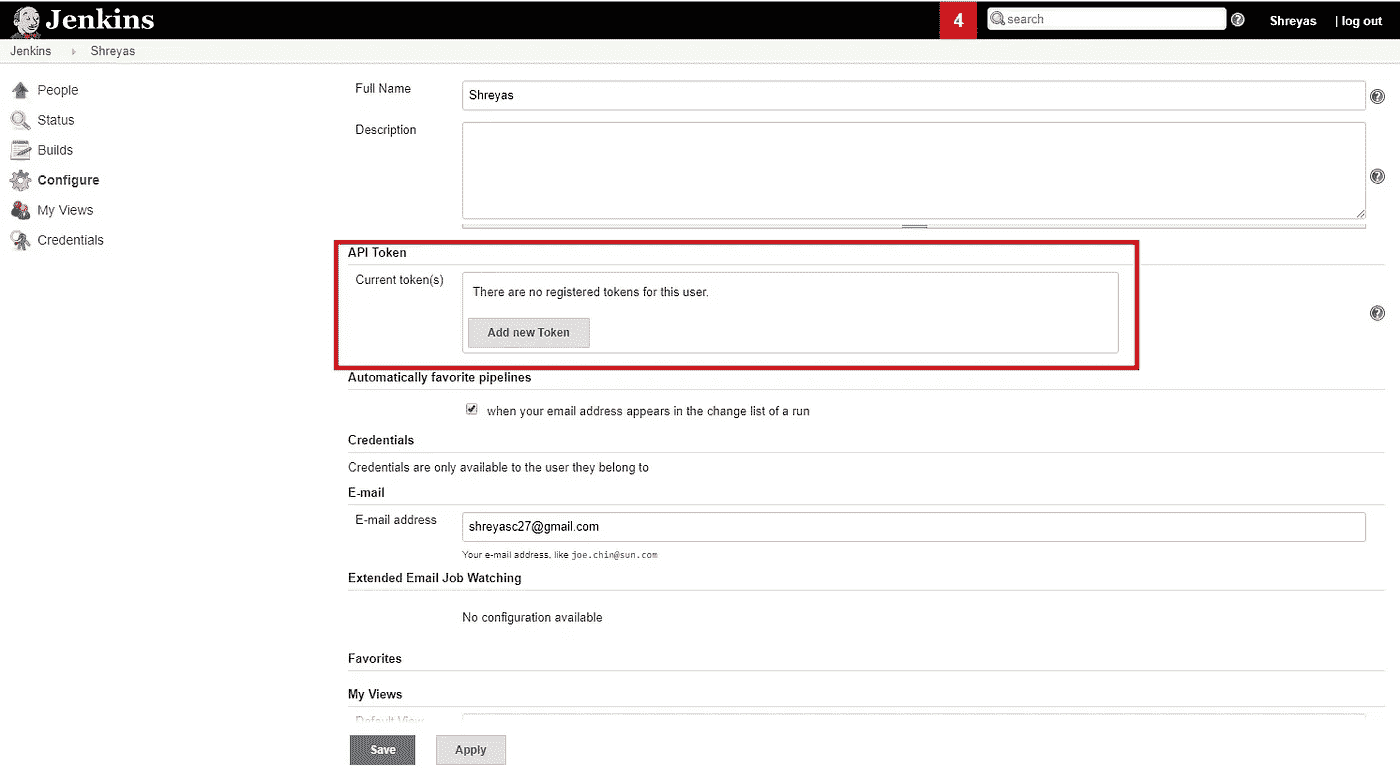 Jenkins
4
search
Shreyas
| log out
Jenkins
Shreyas
People
Status
Builds
Configure
My Views
Credentials
Full Name
Shreyas
Description
API Token
Current token(s)
There are no registered tokens for this user.
Add new Token
Automatically favorite pipelines
when your email address appears in the change list of a run
Credentials
Credentials are only available to the user they belong to
E-mail
E-mail address
shreyasc27@gmail.com
Your e-mail address, like joe.chin@sun.com
Extended Email Job Watching
No configuration available
Favorites
My Views
Default View
Save
Apply